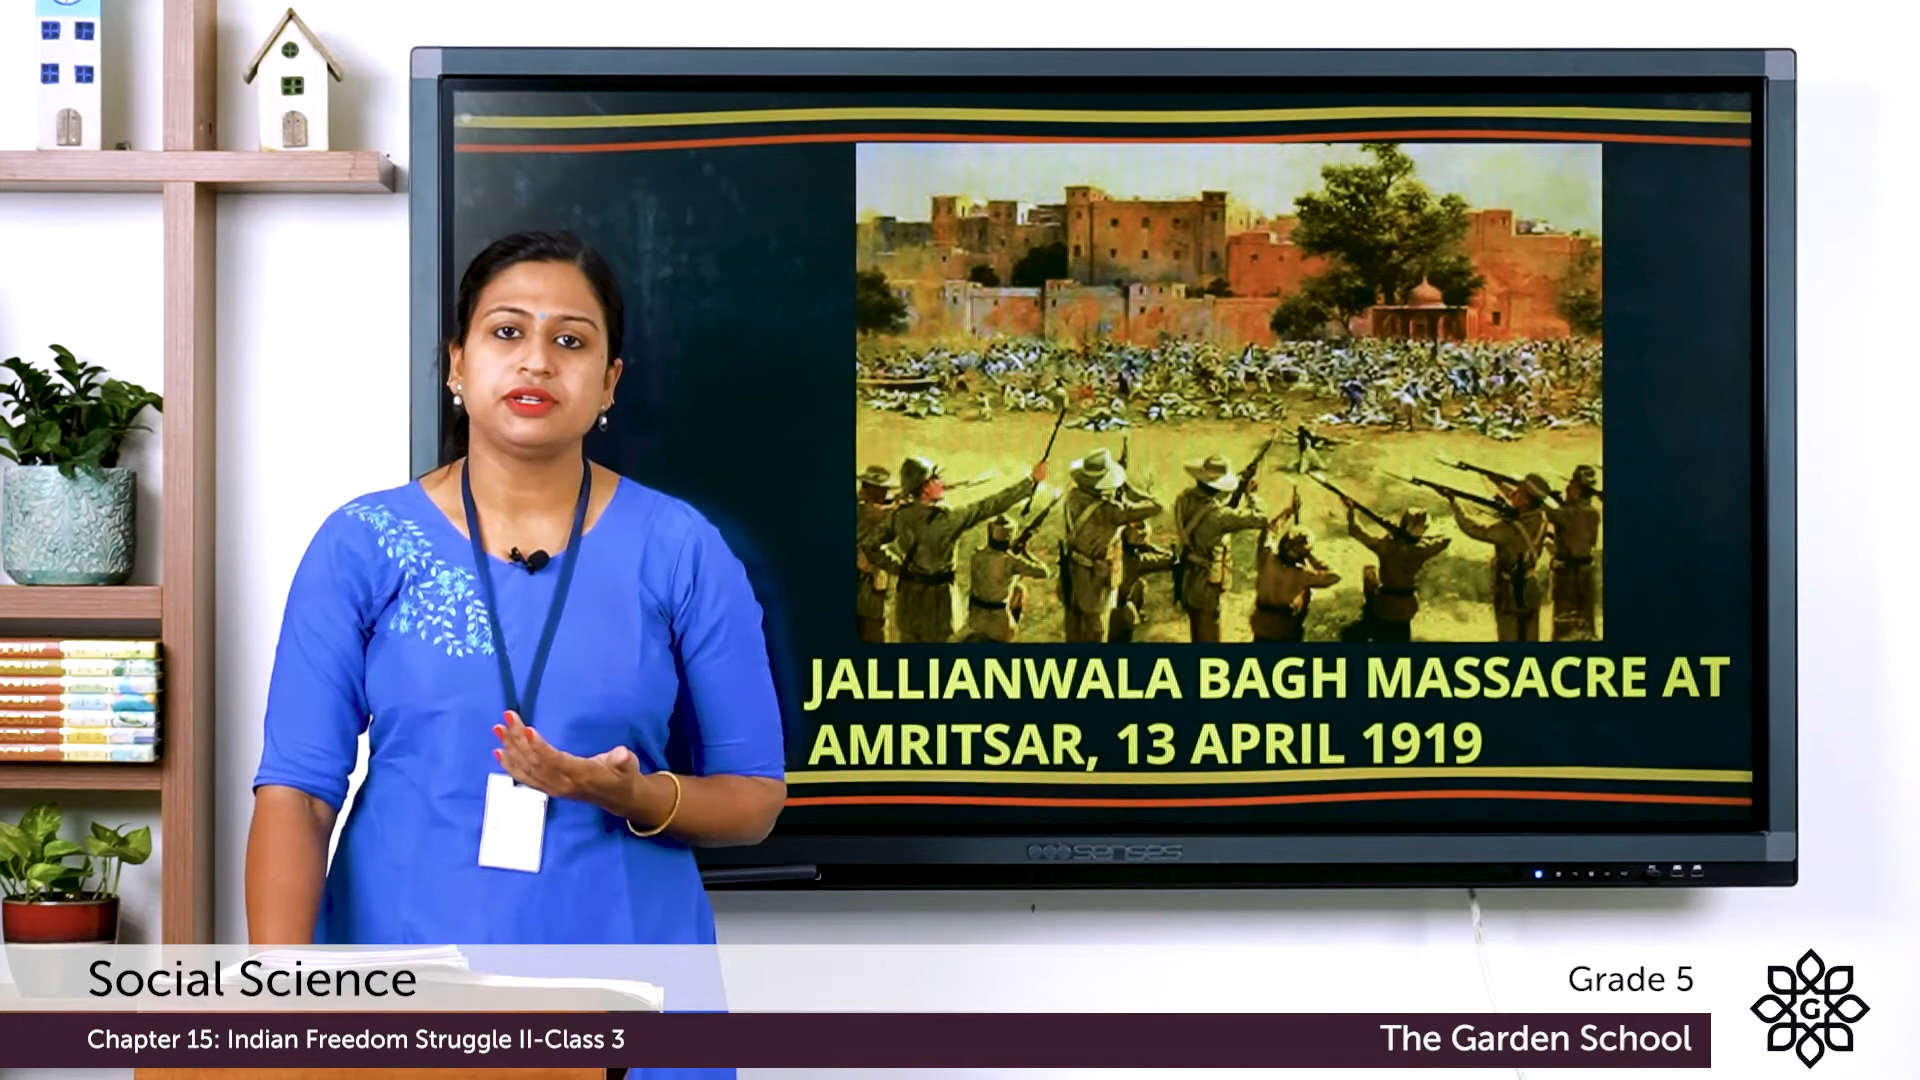 JALLIANWALA BAGH MASSACRE AT
AMRITSAR, 13 APRIL 1919
senses
Social Science
Grade 5
Chapter 15: Indian Freedom Struggle II-Class 3
The Garden School
G